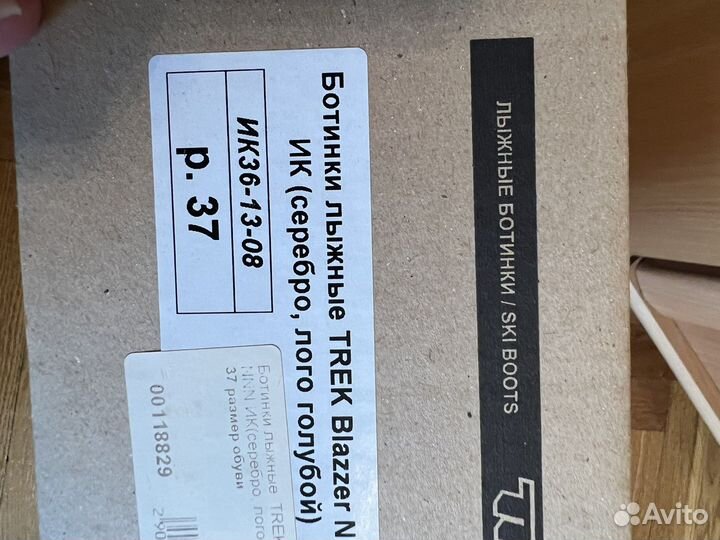 Ботинки лыжные TREK Blazzer N
ИК (серебро, лого голубой)
ИК36-13-08
р. 37
Ботинки лыжные TREK
NNN ИК(серебро, лого
37 размер обуви
00118829
ЛЫЖНЫЕ БОТИНКИ / SKI BOOTS
Avito